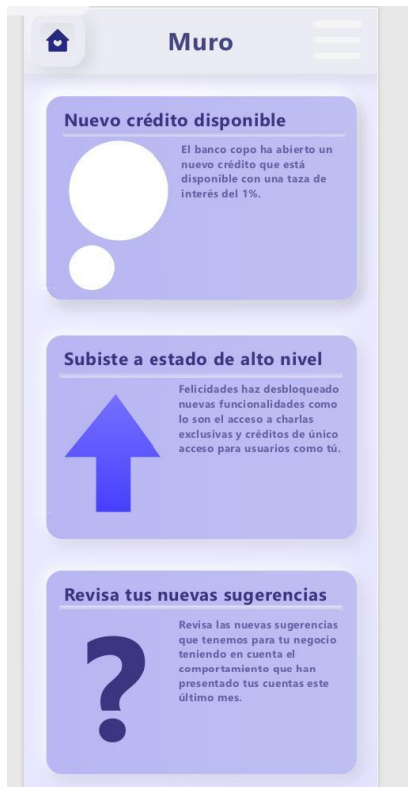 Muro
Nuevo crédito disponible
El banco copo ha abierto un
nuevo crédito que está
disponible con una taza de
interés del 1%.
Subiste a estado de alto nivel
Felicidades haz desbloqueado
nuevas funcionalidades como
lo son el acceso a charlas
exclusivas y créditos de único
acceso para usuarios como tú.
Revisa tus nuevas sugerencias
?
Revisa las nuevas sugerencias
que tenemos para tu negocio
teniendo en cuenta el
comportamiento que han
presentado tus cuentas este
último mes.